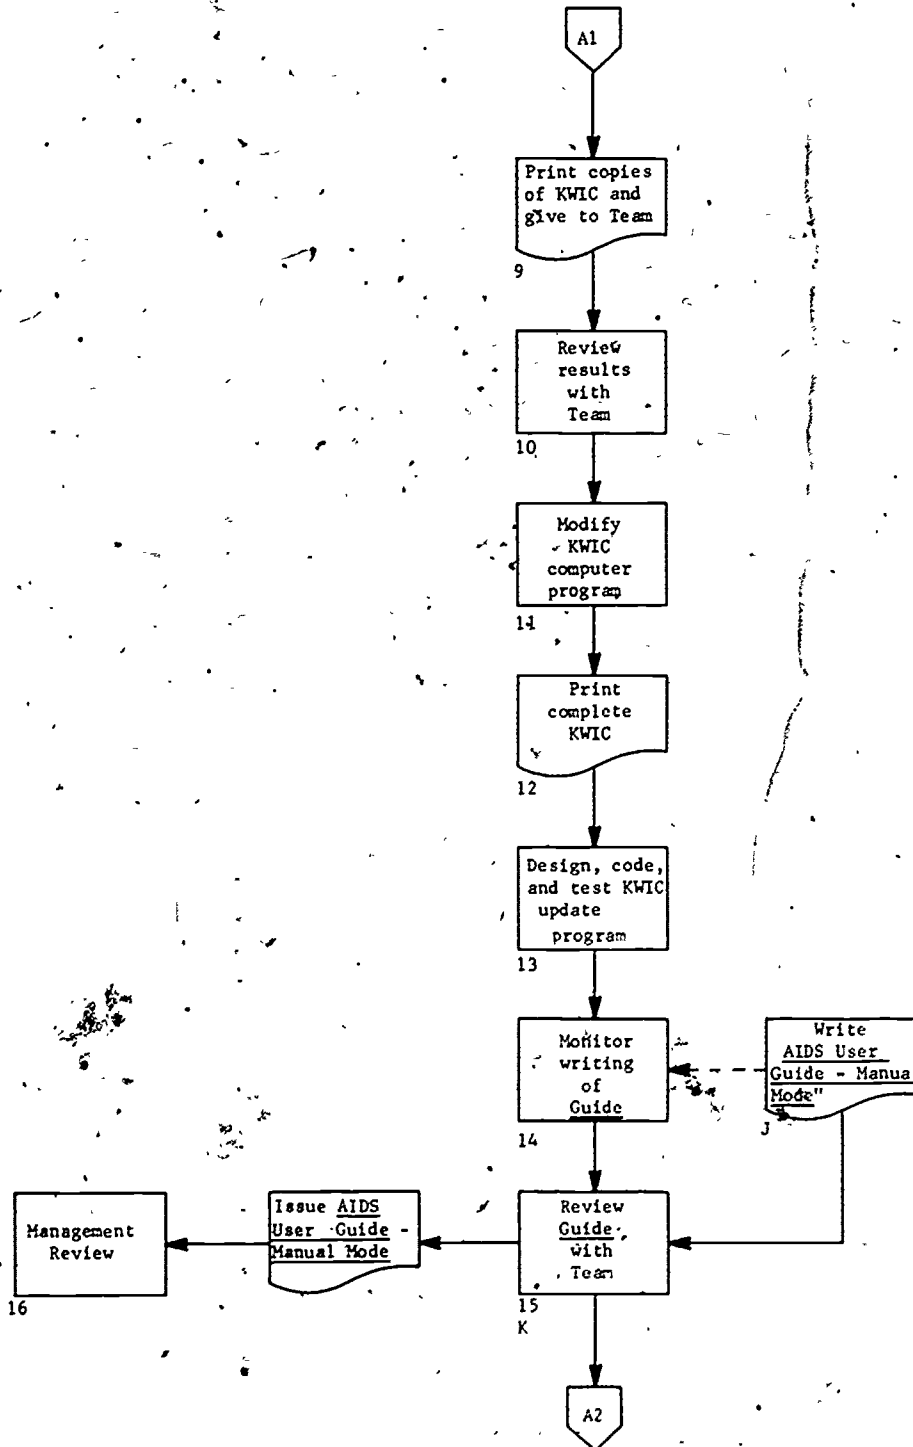 A1
Print copies
of KWIC and
give to Team
9
Review
results
with
Team
10
Modify
KWIC
computer
program
11
Print
complete
KWIC
12
Design, code,
and test KWIC
update
program
13
Monitor
writing
of
Guide
14
Write
AIDS User
Guide - Manua
Mode"
J
Management
Review
16
Issue AIDS
User Guide -
Manual Mode
Review
Guide
with
Team
15
K
A2